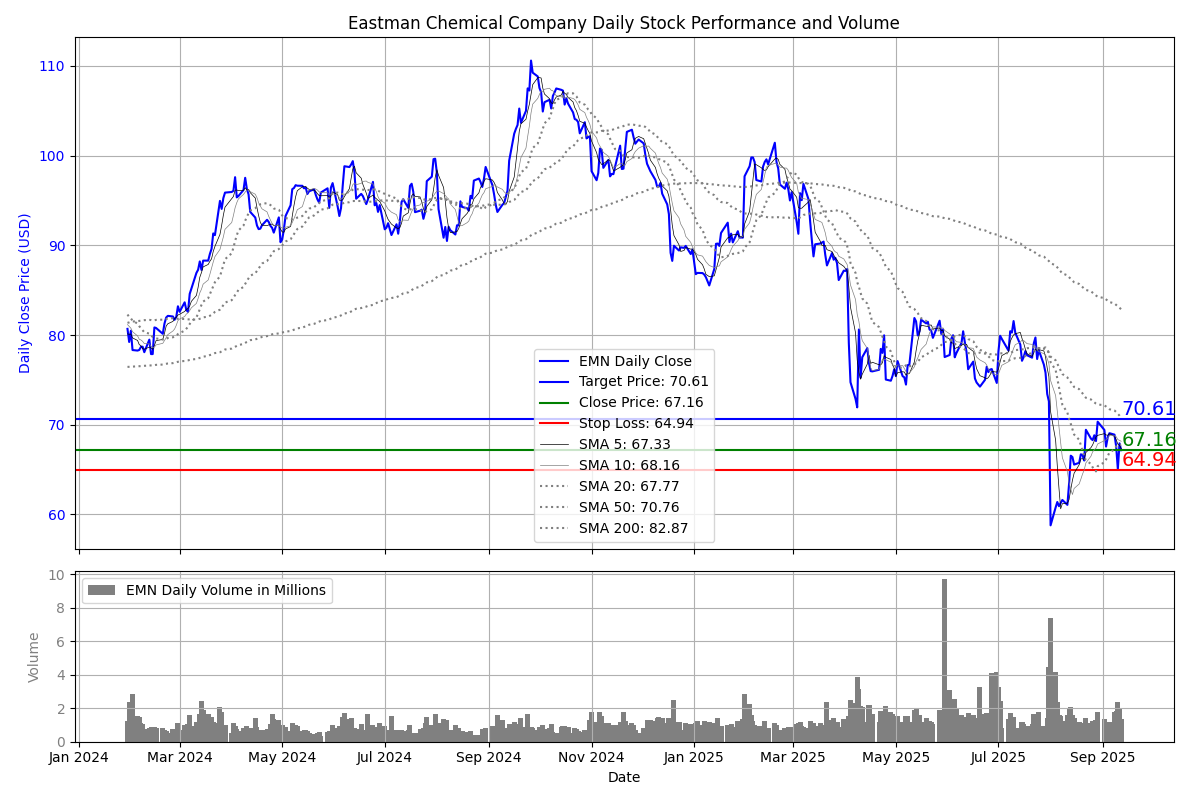 Eastman Chemical Company Daily Stock Performance and Volume
Daily Close Price (USD)
110
100
90
80
70
60
EMN Daily Close
Target Price: 70.61
Close Price: 67.16
Stop Loss: 64.94
SMA 5: 67.33
SMA 10: 68.16
SMA 20: 67.77
SMA 50: 70.76
SMA 200: 82.87
70.61
67.16
64.94
Volume
10
8
6
4
2
0
EMN Daily Volume in Millions
Jan 2024
Mar 2024
May 2024
Jul 2024
Sep 2024
Nov 2024
Jan 2025
Mar 2025
May 2025
Jul 2025
Sep 2025
Date